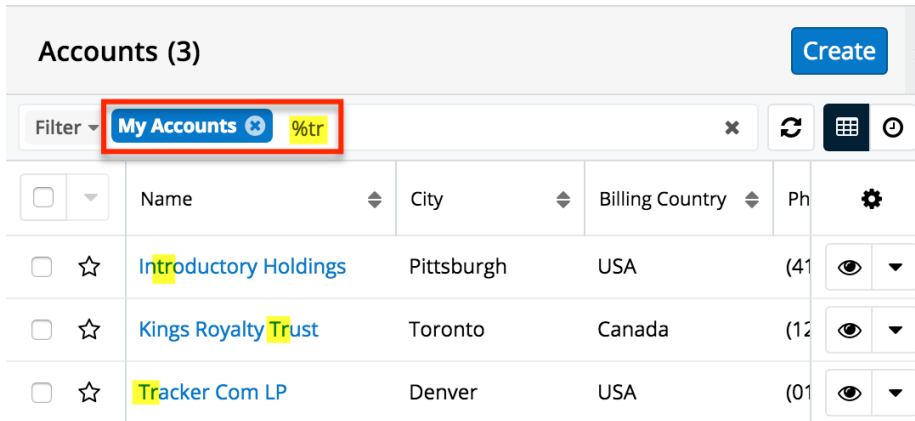 Accounts (3)
Create
Filter My Accounts %tr
Name City Billing Country Ph
Introductory Holdings Pittsburgh USA (41
Kings Royalty Trust Toronto Canada (12
Tracker Com LP Denver USA (01